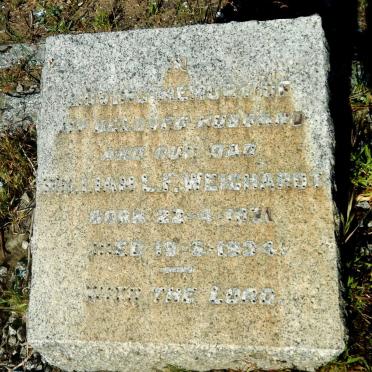 IN
LOVING MEMORY OF
MY BELOVED HUSBAND
AND OUR DAD
WILLIAM L.F. WEICHARDT
BORN 22-4-1871
DIED 19-8-1934.
WITH THE LORD.